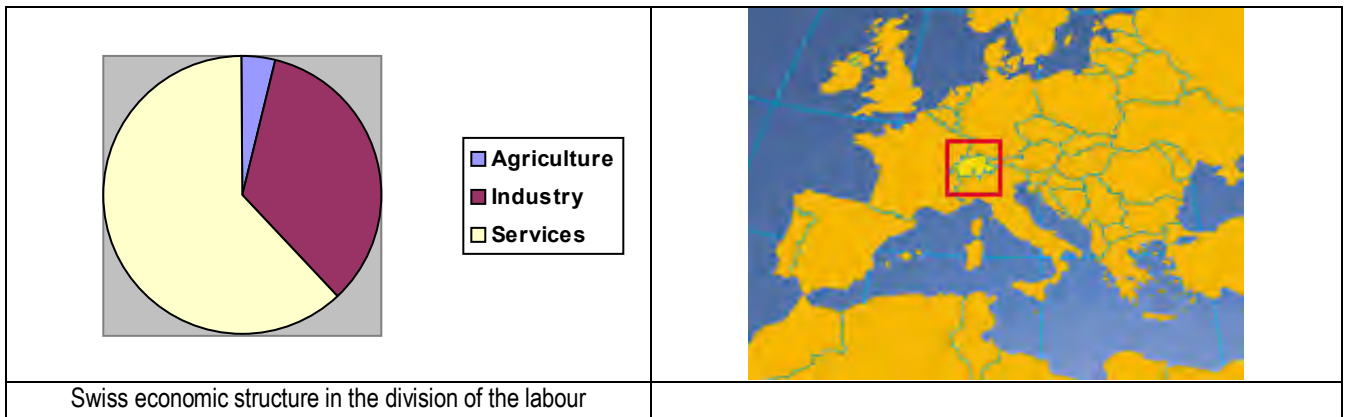 Agriculture
Industry
Services
Swiss economic structure in the division of the labour